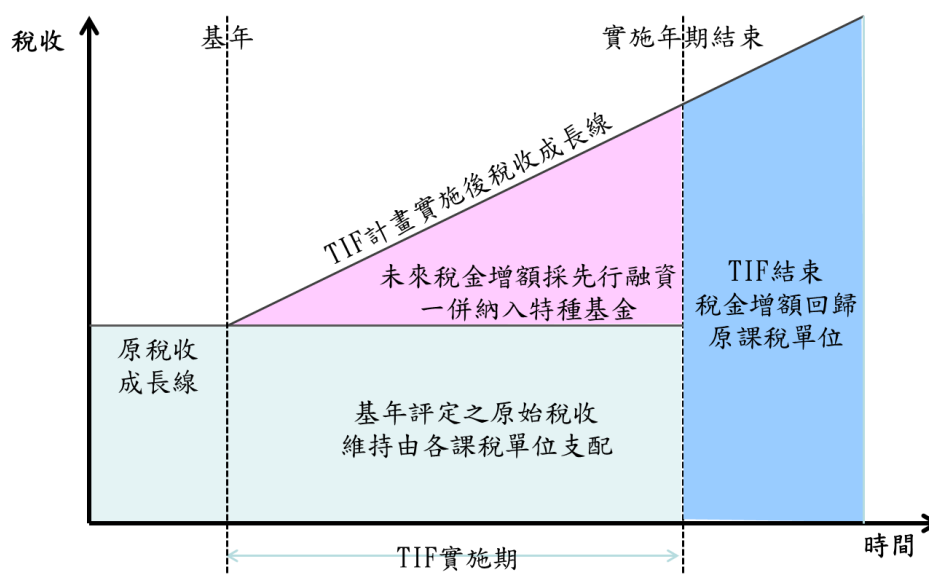 稅收
基年
實施年期結束
TIF計畫實施後稅收成長線
未來稅金增額採先行融資
一併納入特種基金
TIF結束
稅金增額回歸
原課稅單位
原稅收
成長線
基年評定之原始稅收
維持由各課稅單位支配
時間
TIF實施期